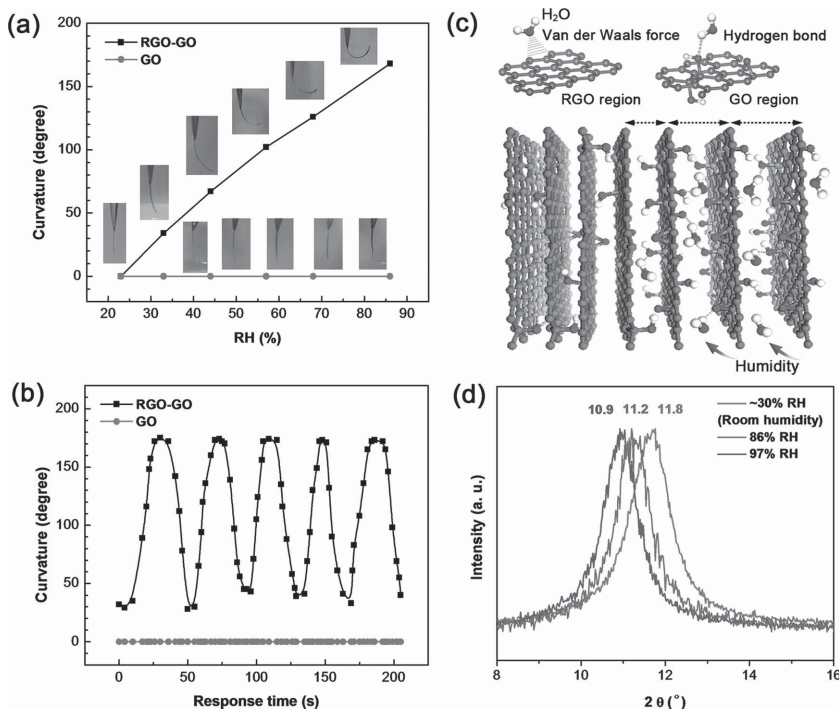 (a)
200
150
100
50
0
Curvature (degree)
RGO-GO
GO
20 30 40 50 60 70 80 90
RH (%)
(c)
H2O
Van der Waals force
Hydrogen bond
RGO region
GO region
Humidity
(b)
200
150
100
50
0
Curvature (degree)
RGO-GO
GO
0 50 100 150 200
Response time (s)
(d)
10.9 11.2 11.8
~30% RH
(Room humidity)
86% RH
97% RH
Intensity (a. u.)
8 10 12 14 16
2 θ (°)